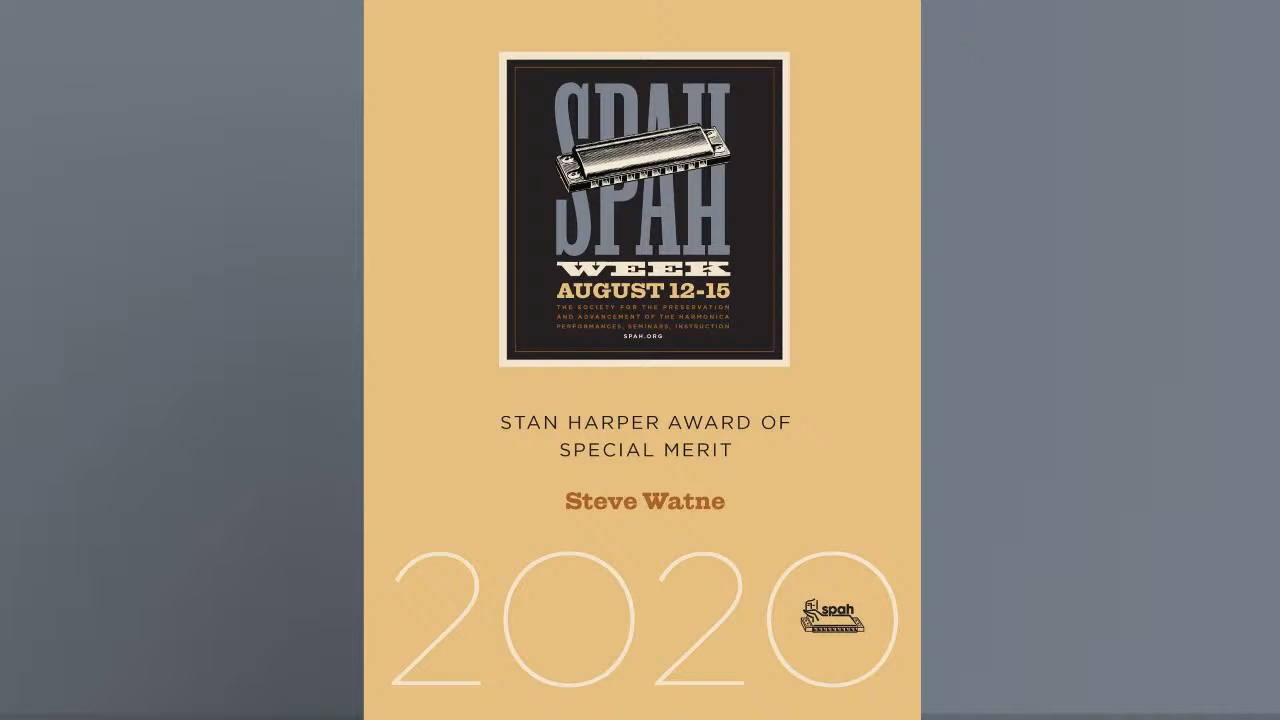 SPAH
SPAH
WEEK
AUGUST 12-15
THE SOCIETY FOR THE PRESERVATION
AND ADVANCEMENT OF THE HARMONICA
PERFORMANCES, SEMINARS, INSTRUCTION
SPAH.ORG
STAN HARPER AWARD OF
SPECIAL MERIT
Steve Watne
2020
spah